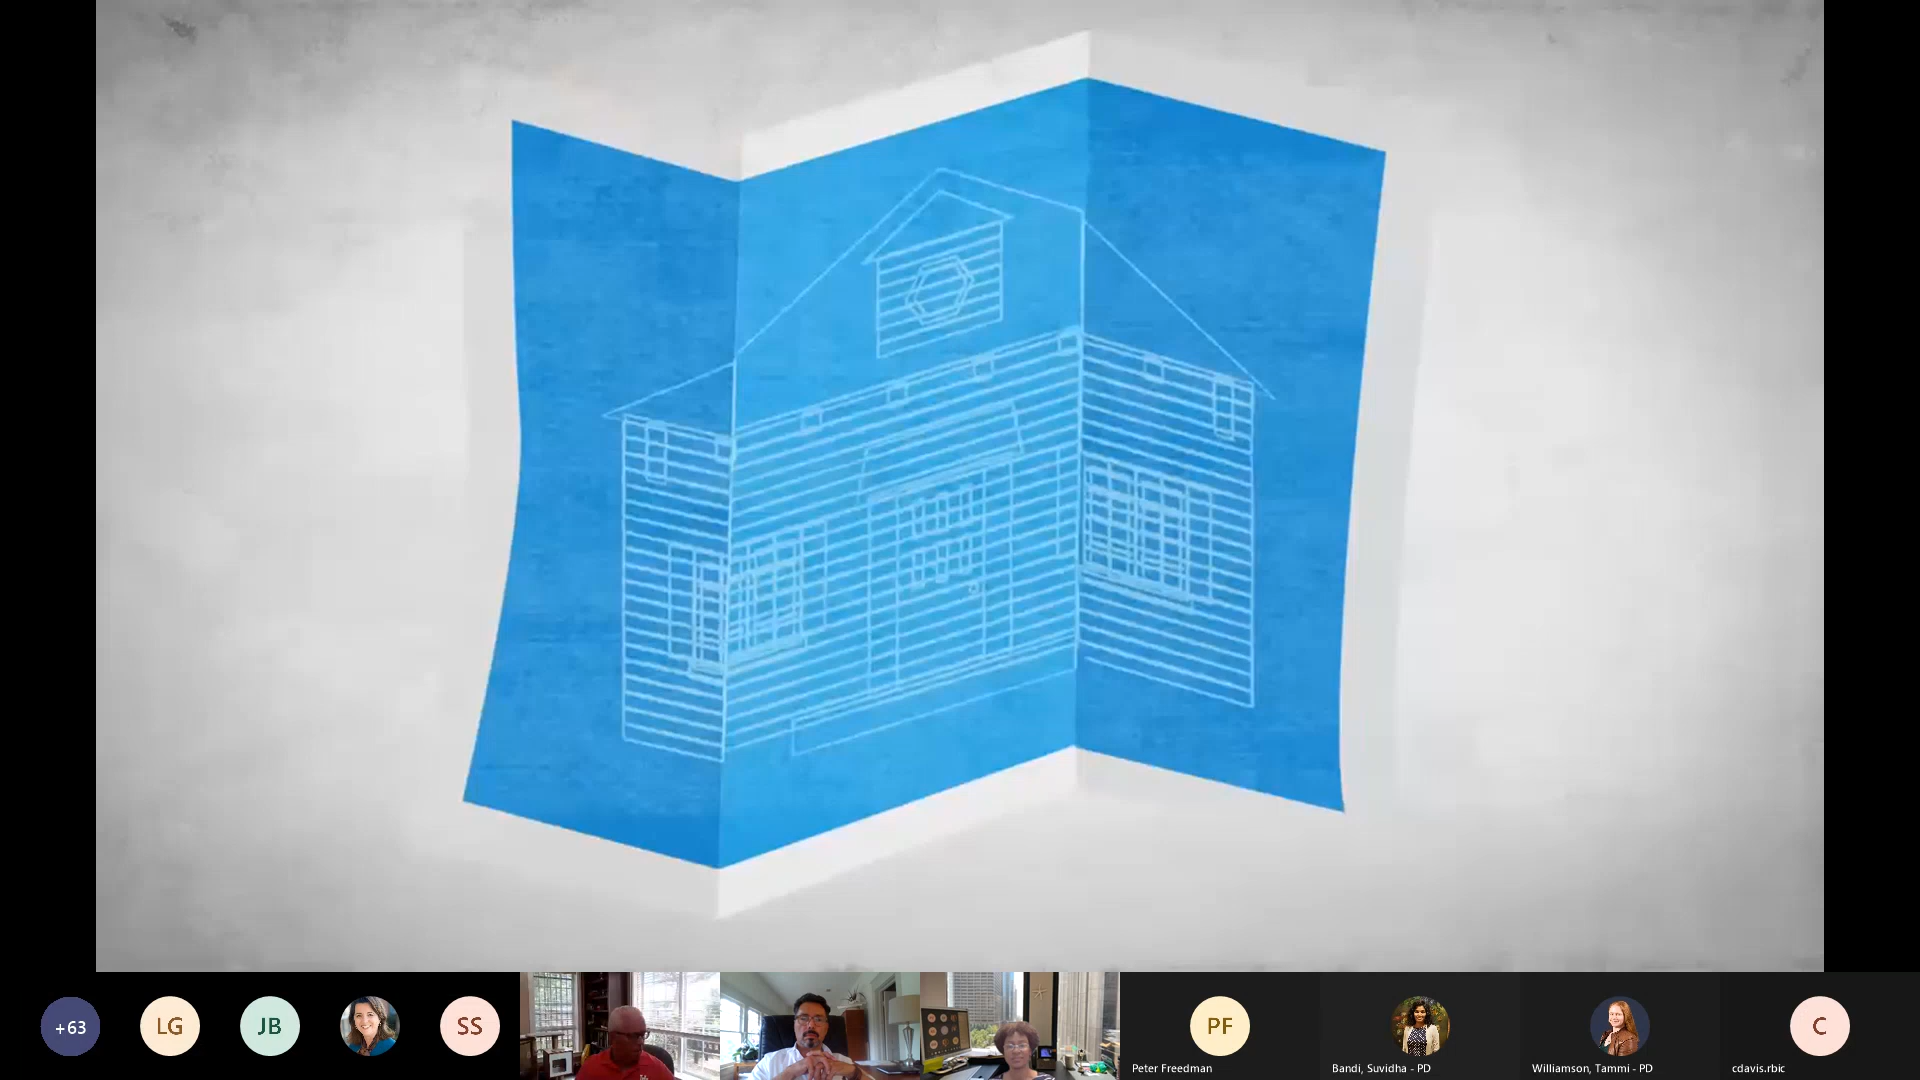 +63
LG
JB
SS
PF
Peter Freedman
Bandi, Suvidha - PD
Williamson, Tammi - PD
C
cdavis.rbic